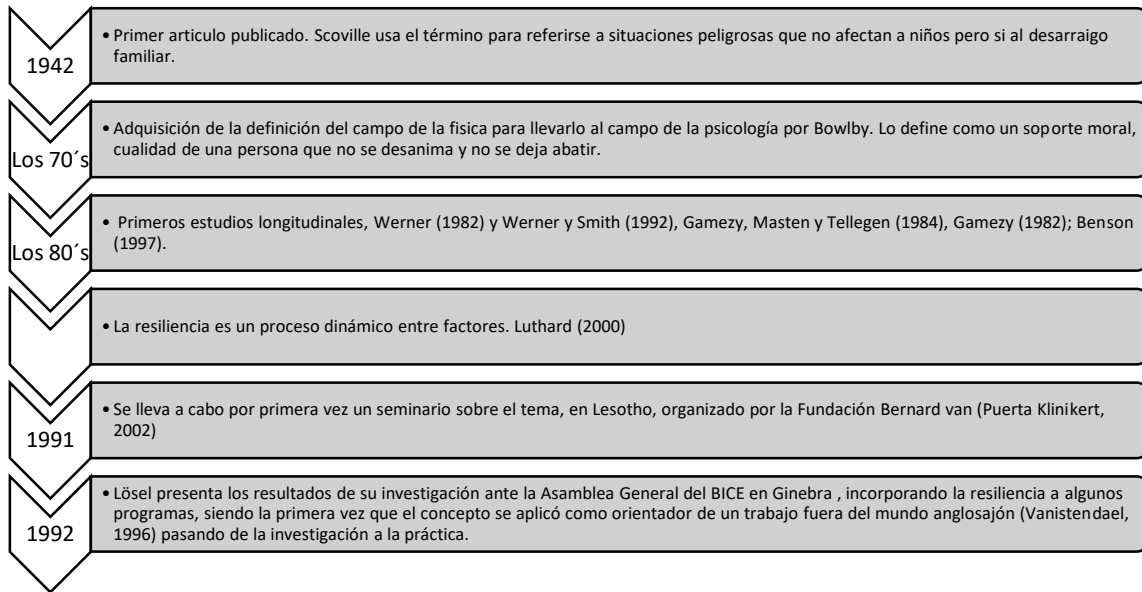 1942
• Primer articulo publicado. Scoville usa el término para referirse a situaciones peligrosas que no afectan a niños pero si al desarraigo
familiar.
Los 70´s
• Adquisición de la definición del campo de la fisica para llevarlo al campo de la psicología por Bowlby. Lo define como un soporte moral,
cualidad de una persona que no se desanima y no se deja abatir.
Los 80´s
• Primeros estudios longitudinales, Werner (1982) y Werner y Smith (1992), Gamezy, Masten y Tellegen (1984), Gamezy (1982); Benson
(1997).
• La resiliencia es un proceso dinámico entre factores. Luthard (2000)
1991
• Se lleva a cabo por primera vez un seminario sobre el tema, en Lesotho, organizado por la Fundación Bernard van (Puerta Klinikert,
2002)
1992
• Lösel presenta los resultados de su investigación ante la Asamblea General del BICE en Ginebra , incorporando la resiliencia a algunos
programas, siendo la primera vez que el concepto se aplicó como orientador de un trabajo fuera del mundo anglosajón (Vanistendael,
1996) pasando de la investigación a la práctica.